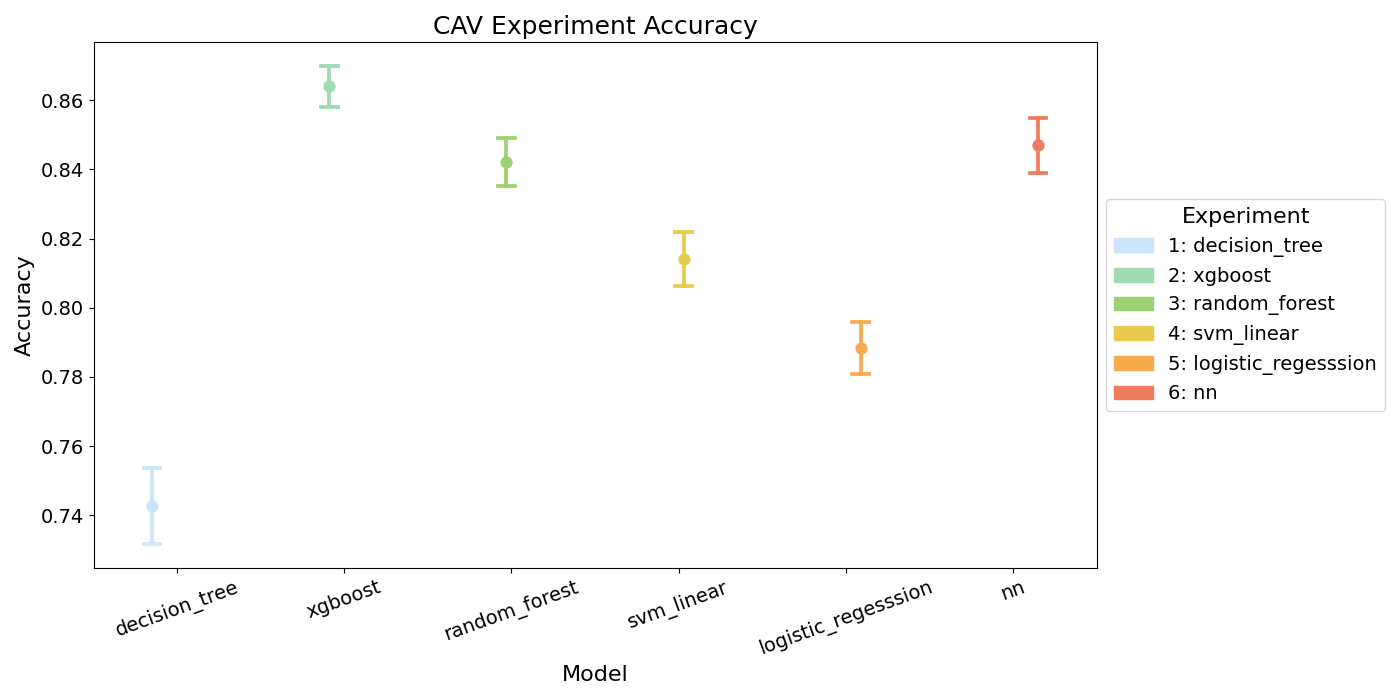 CAV Experiment Accuracy
Accuracy
0.86
0.84
0.82
0.80
0.78
0.76
0.74
decision_tree
xgboost
random_forest
svm_linear
logistic_regesssion
nn
Model
Experiment
1: decision_tree
2: xgboost
3: random_forest
4: svm_linear
5: logistic_regesssion
6: nn